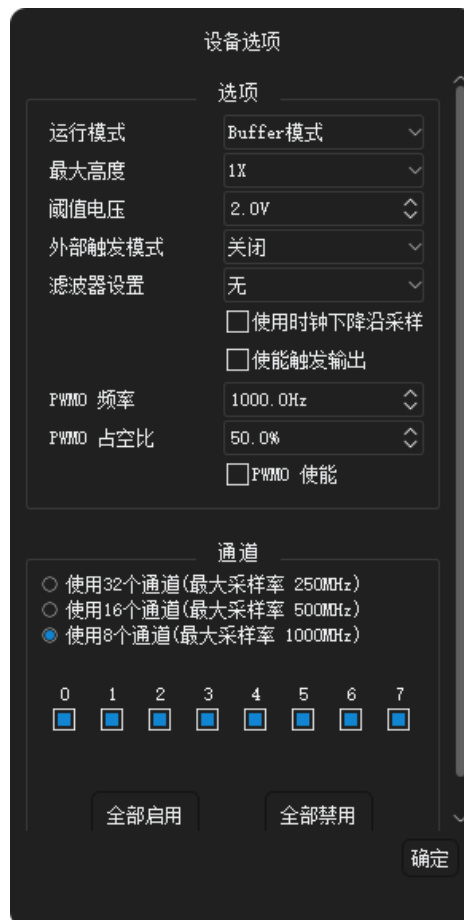 设备选项
选项
运行模式 Buffer模式
最大高度 1X
阈值电压 2.0V
外部触发模式 关闭
滤波器设置 无
使用时钟下降沿采样
使能触发输出
PWM0 频率 1000.0Hz
PWM0 占空比 50.0%
PWM0 使能
通道
使用32个通道(最大采样率 250MHz)
使用16个通道(最大采样率 500MHz)
使用8个通道(最大采样率 1000MHz)
0 1 2 3 4 5 6 7
全部启用 全部禁用
确定